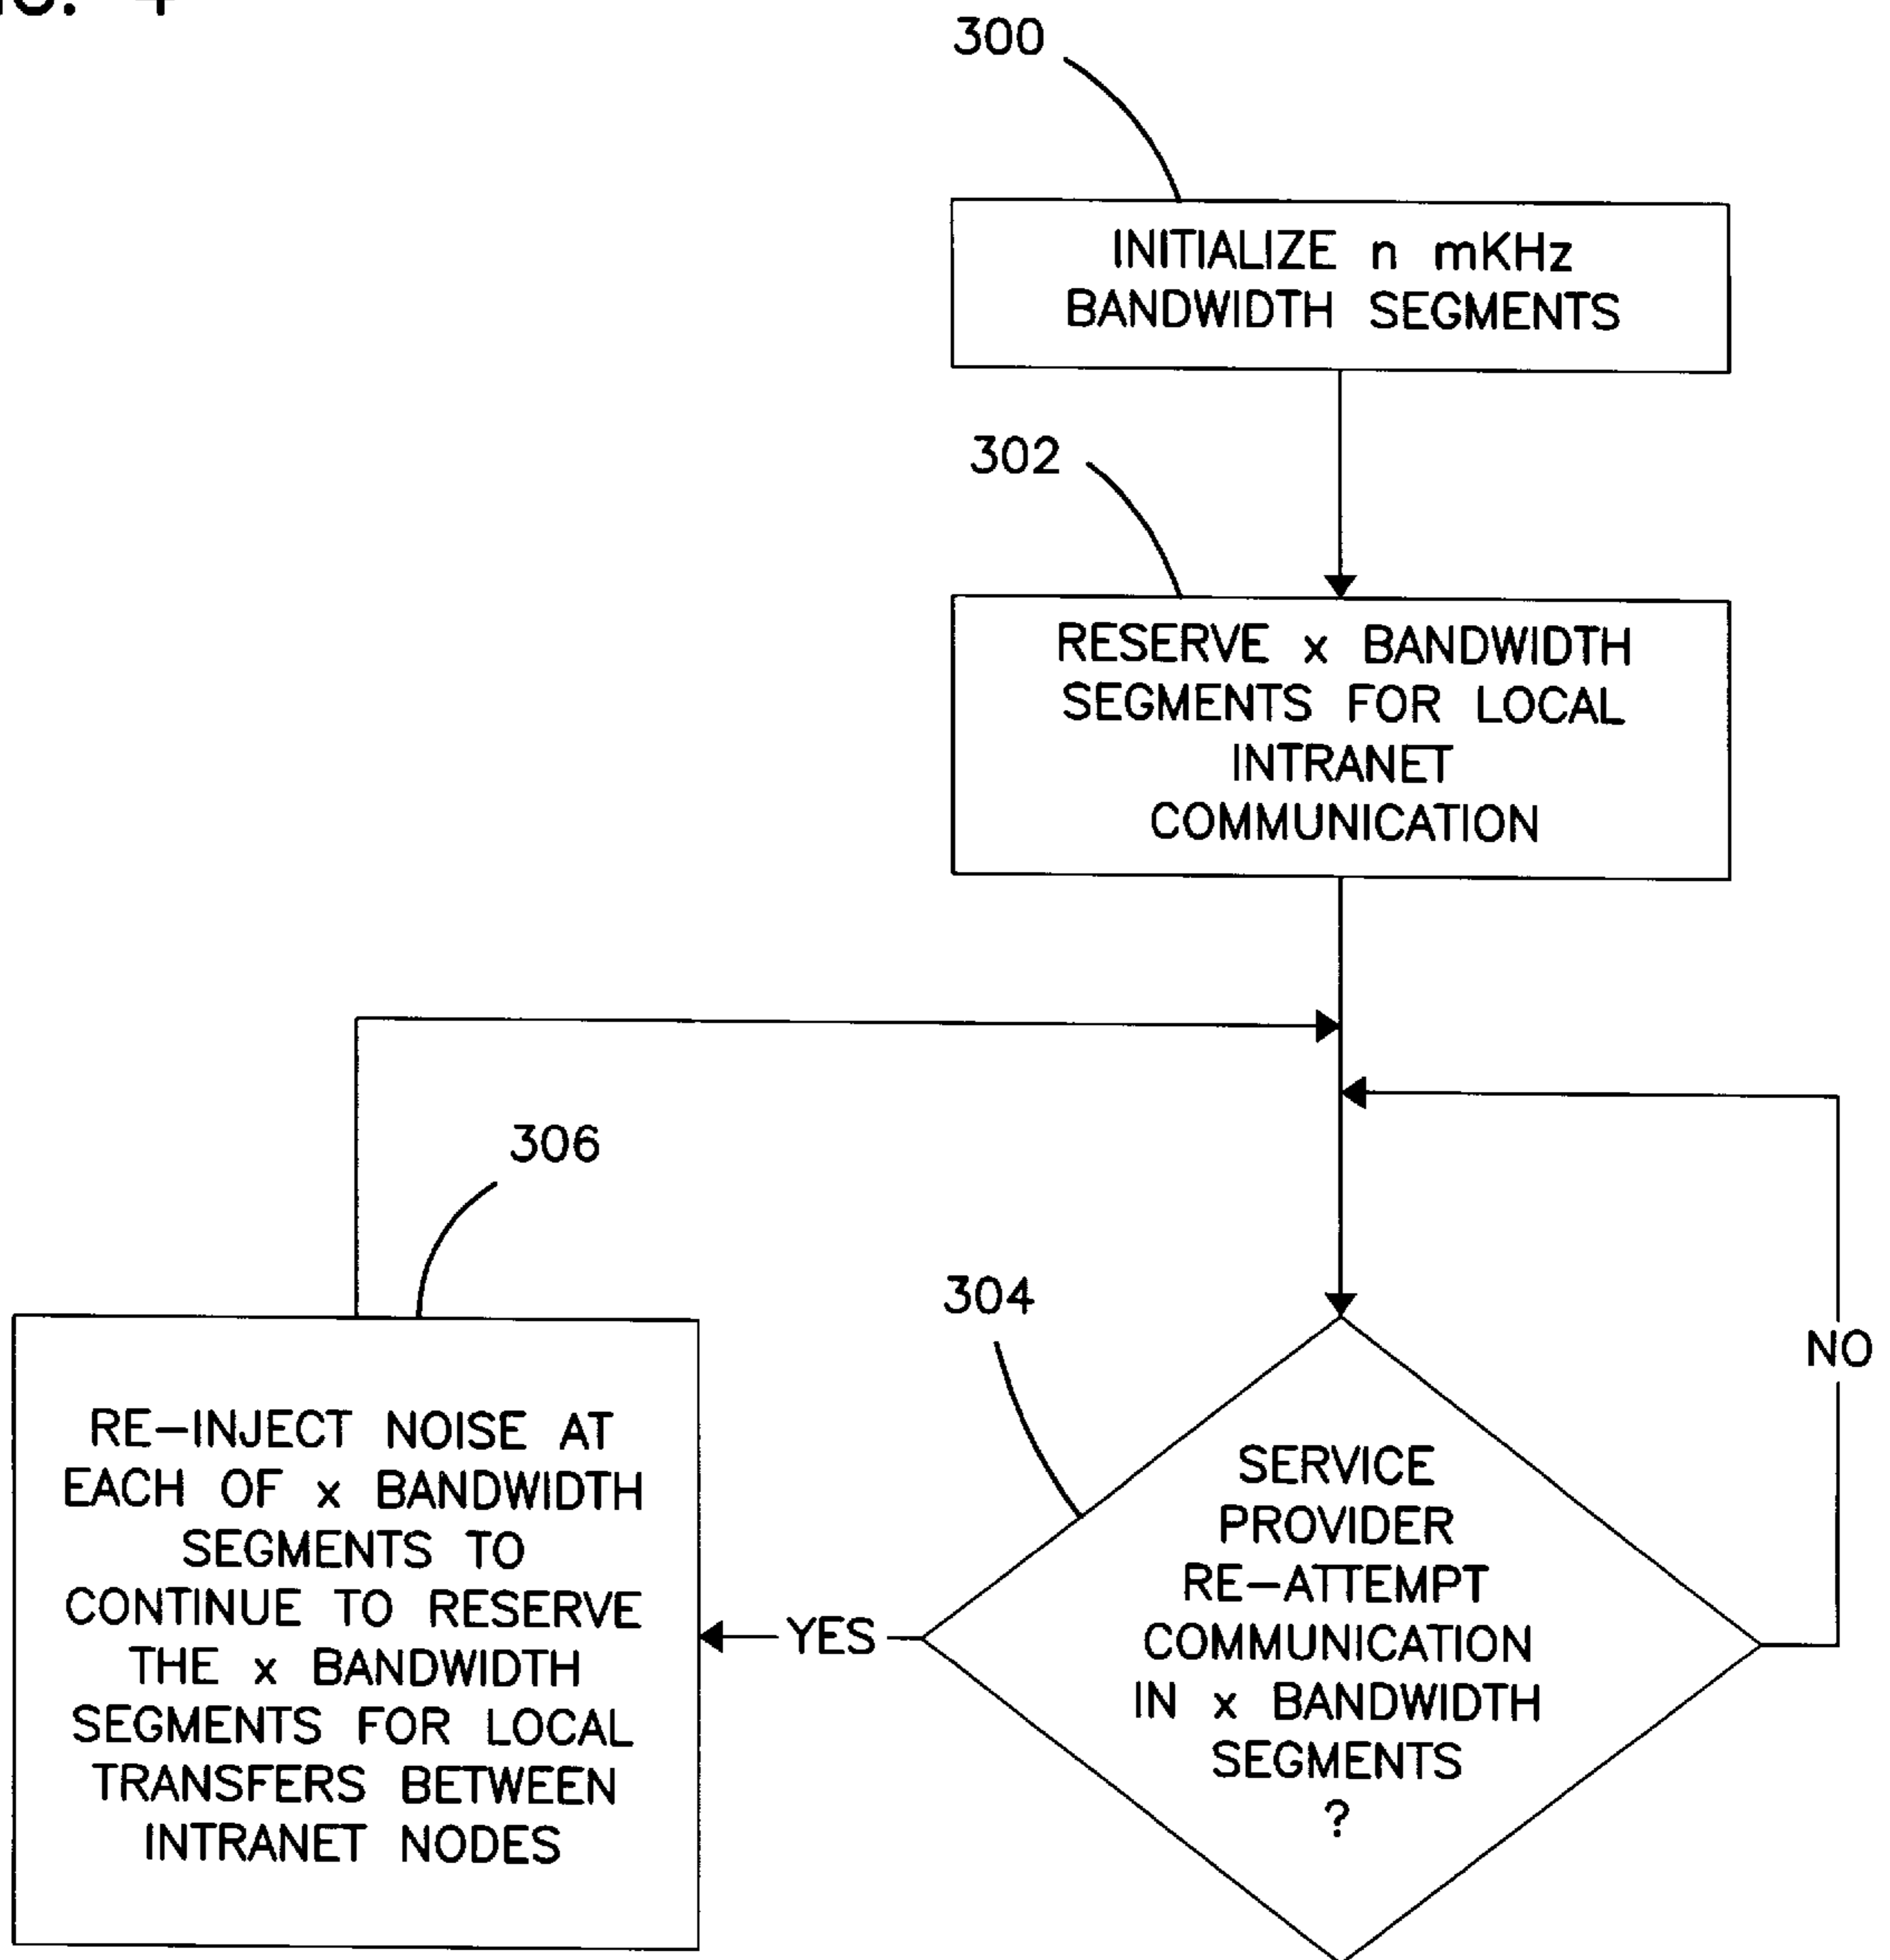 4
300
INITIALIZE n mKHz
BANDWIDTH SEGMENTS
302
RESERVE x BANDWIDTH
SEGMENTS FOR LOCAL
INTRANET
COMMUNICATION
306
304
NO
RE-INJECT NOISE AT
EACH OF x BANDWIDTH
SEGMENTS TO
CONTINUE TO RESERVE
THE x BANDWIDTH
SEGMENTS FOR LOCAL
TRANSFERS BETWEEN
INTRANET NODES
YES
SERVICE
PROVIDER
RE-ATTEMPT
COMMUNICATION
IN x BANDWIDTH
SEGMENTS
?